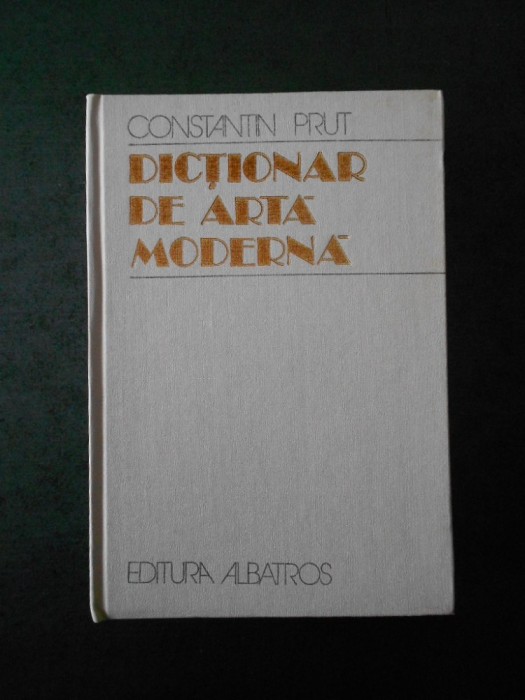 CONSTANTIN PRUT
DICȚIONAR
DE ARTĂ
MODERNĂ
EDITURA ALBATROS